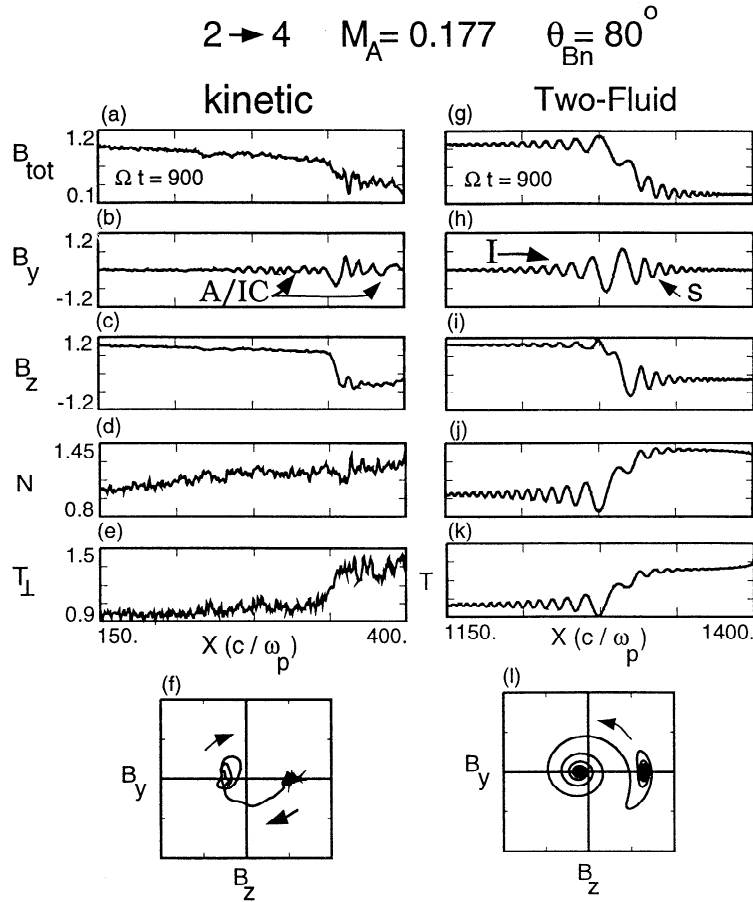 2 → 4 M_A = 0.177 θ_Bn = 80°
kinetic Two-Fluid
(a) (g)
B_tot 1.2 0.1 Ω t = 900 Ω t = 900
(b) (h)
B_y 1.2 -1.2 A/IC I S
(c) (i)
B_z 1.2 -1.2
(d) (j)
N 1.45 0.8
(e) (k)
T_⊥ 1.5 0.9 T
150. X (c / ω_p) 400. 1150. X (c / ω_p) 1400.
(f) (l)
B_y B_y
B_z B_z